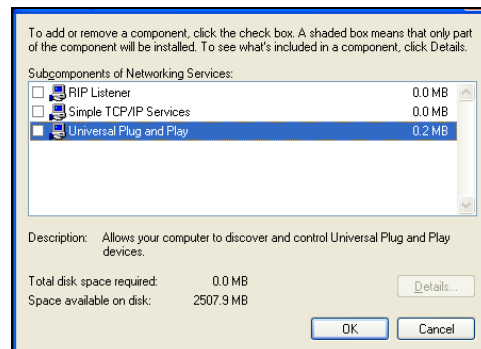 To add or remove a component, click the check box. A shaded box means that only part
of the component will be installed. To see what's included in a component, click Details.
Subcomponents of Networking Services:
RIP Listener 0.0 MB
Simple TCP/IP Services 0.0 MB
Universal Plug and Play 0.2 MB
Description: Allows your computer to discover and control Universal Plug and Play
devices.
Total disk space required: 0.0 MB
Details...
Space available on disk: 2507.9 MB
OK Cancel